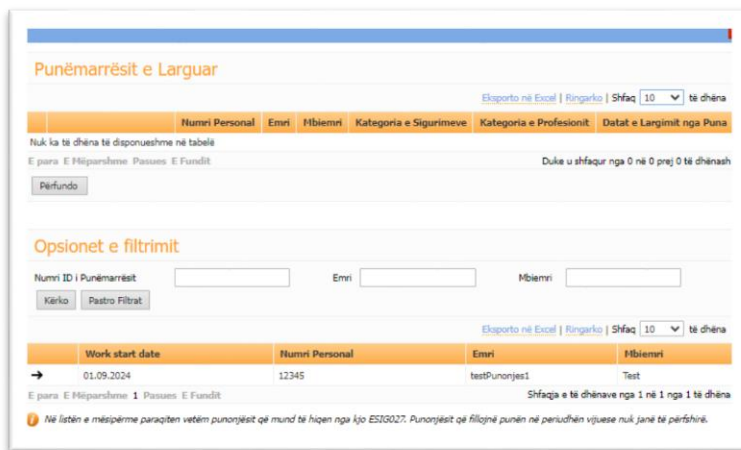 Punëmarrësit e Larguar
Eksporto në Excel | Ringarko | Shfaq 10 të dhëna
Numri Personal Emri Mbiemri Kategoria e Sigurimeve Kategoria e Profesionit Datat e Largimit nga Puna
Nuk ka të dhëna të disponueshme në tabelë
E para E Mëparshme Pasues E Fundit Duke u shfaqur nga 0 në 0 prej 0 të dhënash
Përfundo
Opsionet e filtrimit
Numri ID i Punëmarrësit Emri Mbiemri
Kërko Pastro Filtrat
Eksporto në Excel | Ringarko | Shfaq 10 të dhëna
Work start date Numri Personal Emri Mbiemri
01.09.2024 12345 testPunonjes1 Test
E para E Mëparshme 1 Pasues E Fundit Shfaqja e të dhënave nga 1 në 1 nga 1 të dhëna
Në listën e mësipërme paraqiten vetëm punonjësit që mund të hiqen nga kjo ESIG027. Punonjësit që fillojnë punën në periudhën vijuese nuk janë të përfshirë.